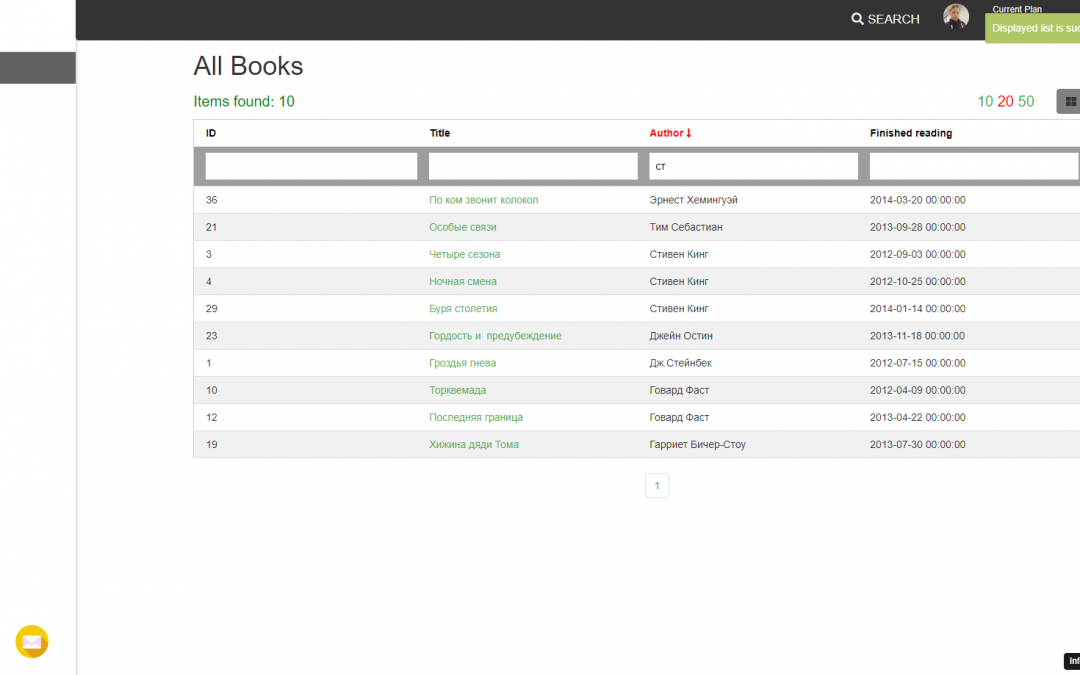 SEARCH
Current Plan
Displayed list is
All Books
Items found: 10
10 20 50
ID Title Author Finished reading
ст
36 По ком звонит колокол Эрнест Хемингуэй 2014-03-20 00:00:00
21 Особые связи Тим Себастиан 2013-09-28 00:00:00
3 Четыре сезона Стивен Кинг 2012-09-03 00:00:00
4 Ночная смена Стивен Кинг 2012-10-25 00:00:00
29 Буря столетия Стивен Кинг 2014-01-14 00:00:00
23 Гордость и предубеждение Джейн Остин 2013-11-18 00:00:00
1 Гроздья гнева Дж.Стейнбек 2012-07-15 00:00:00
10 Торквемада Говард Фаст 2012-04-09 00:00:00
12 Последняя граница Говард Фаст 2013-04-22 00:00:00
19 Хижина дяди Тома Гарриет Бичер-Стоу 2013-07-30 00:00:00
1